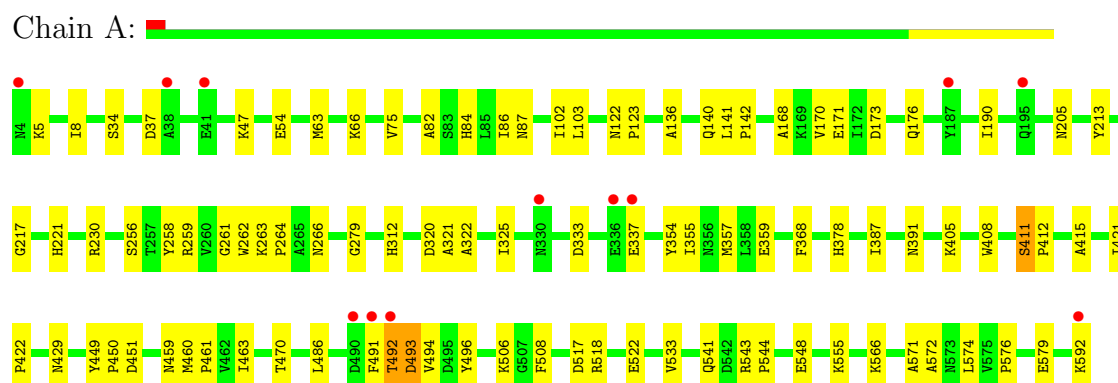 Chain A:
N4 K5 I8 S34 D37 A38 E41 K47 E54 M63 K66 V75 A82 S83 H84 L85 I86 N87 I102 L103 N122 P123 A136 Q140 L141 P142 A168 K169 V170 E171 I172 D173 Q176 Y187 I190 Q195 N205 Y213
G217 H221 R230 S256 T257 Y258 R259 V260 G261 W262 K263 P264 A265 N266 G279 H312 D320 A321 A322 I325 N330 D333 E336 E337 Y354 I355 N356 M357 L358 E359 F368 H378 I387 N391 K405 W408 S411 P412 A415 I421
P422 N429 Y449 P450 D451 N459 M460 P461 V462 I463 T470 L486 D490 F491 T492 D493 V494 D495 Y496 K506 G507 F508 D517 R518 E522 V533 Q541 D542 R543 P544 E548 K555 K566 A571 A572 N573 L574 V575 P576 E579 K592